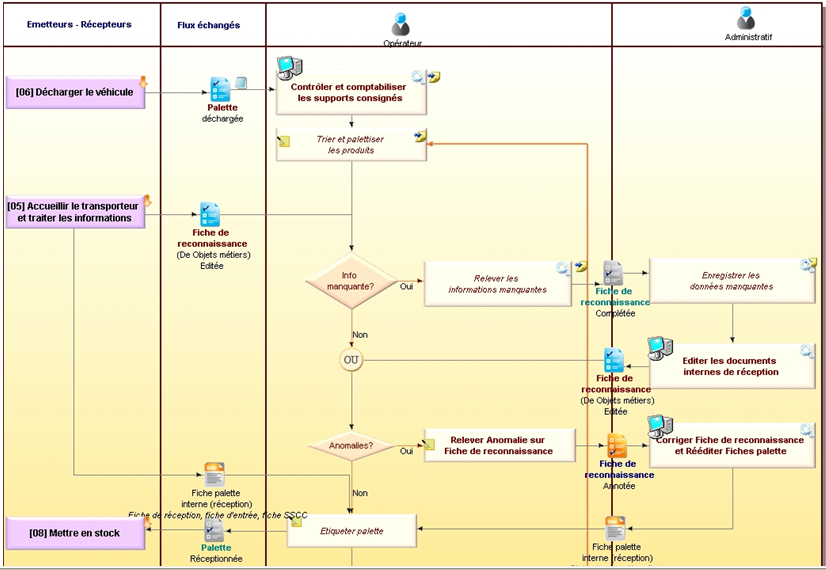 Emetteurs - Récepteurs
Flux échangés
Opérateur
Administratif
[06] Décharger le véhicule
Palette
déchargée
Contrôler et comptabiliser
les supports consignés
Trier et palettiser
les produits
[05] Accueillir le transporteur
et traiter les informations
Fiche de
reconnaissance
(De Objets métiers)
Editée
Info
manquante?
Oui
Relever les
informations manquantes
Fiche de
reconnaissance
Complétée
Enregistrer les
données manquantes
Non
OU
Fiche de
reconnaissance
(De Objets métiers)
Editée
Editer les documents
internes de réception
Anomalies?
Oui
Relever Anomalie sur
Fiche de reconnaissance
Fiche de
reconnaissance
Annotée
Corriger Fiche de reconnaissance
et Rééditer Fiches palette
Non
Fiche palette
interne (réception)
Fiche de réception, fiche d'entrée, fiche SSCC
[08] Mettre en stock
Palette
Réceptionnée
Etiqueter palette
Fiche palette
interne (réception)